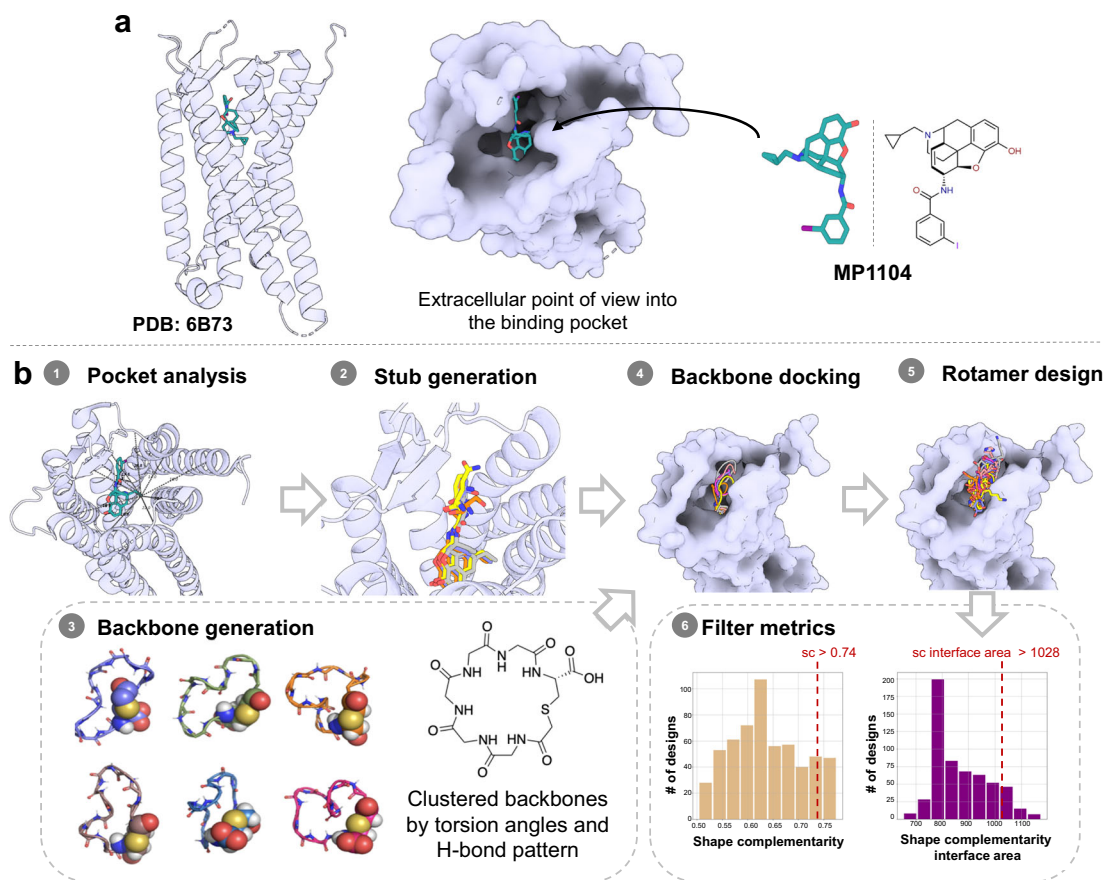 a
PDB: 6B73
Extracellular point of view into
the binding pocket
N
OH
O
O
NH
I
MP1104
b
1 Pocket analysis
2 Stub generation
4 Backbone docking
5 Rotamer design
3 Backbone generation
O
O
NH
HN
O
O
NH
HN
OH
O
NH
S
NH
HN
O
O
O
Clustered backbones
by torsion angles and
H-bond pattern
6 Filter metrics
sc > 0.74
# of designs
100
80
60
40
20
0
0.50
0.55
0.60
0.65
0.70
0.75
Shape complementarity
sc interface area > 1028
# of designs
200
175
150
125
100
75
50
25
0
700
800
900
1000
1100
Shape complementarity
interface area